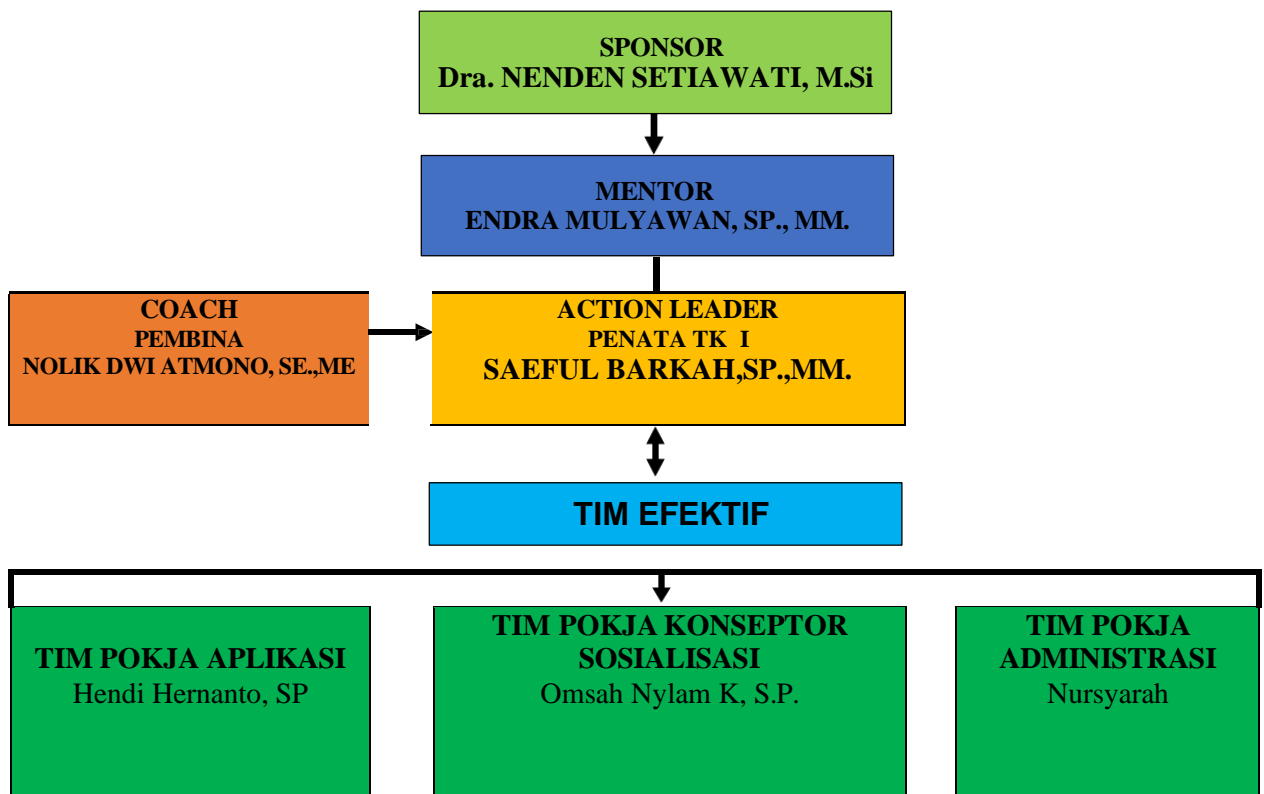 SPONSOR
Dra. NENDEN SETIAWATI, M.Si
MENTOR
ENDRA MULYAWAN, SP., MM.
COACH
PEMBINA
NOLIK DWI ATMONO, SE.,ME
ACTION LEADER
PENATA TK I
SAEFUL BARKAH,SP.,MM.
TIM EFEKTIF
TIM POKJA APLIKASI
Hendi Hernanto, SP
TIM POKJA KONSEPTOR
SOSIALISASI
Omsah Nylam K, S.P.
TIM POKJA
ADMINISTRASI
Nursyarah